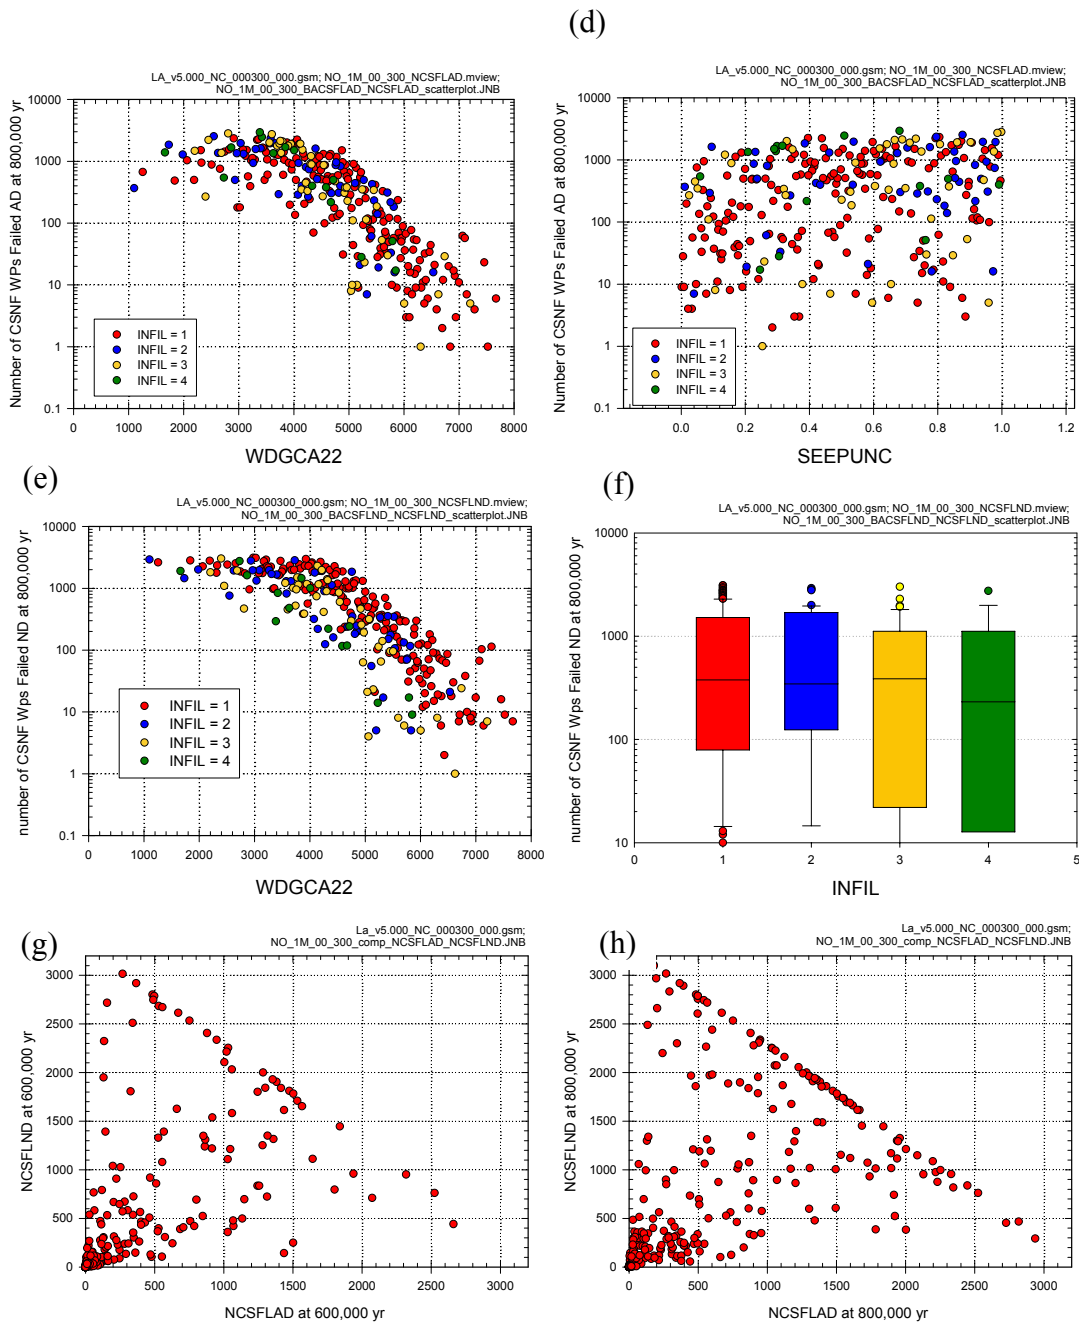 (d)
LA_v5.000_NC_000300_000.gsm; NO_1M_00_300_NCSFLAD.mview;
NO_1M_00_300_BACSFLAD_NCSFLAD_scatterplot.JNB
Number of CSNF WPs Failed AD at 800,000 yr
10000
1000
100
10
1
0.1
INFIL = 1
INFIL = 2
INFIL = 3
INFIL = 4
0 1000 2000 3000 4000 5000 6000 7000 8000
WDGCA22
LA_v5.000_NC_000300_000.gsm; NO_1M_00_300_NCSFLAD.mview;
NO_1M_00_300_BACSFLAD_NCSFLAD_scatterplot.JNB
Number of CSNF WPs Failed AD at 800,000 yr
10000
1000
100
10
1
0.1
INFIL = 1
INFIL = 2
INFIL = 3
INFIL = 4
0.0 0.2 0.4 0.6 0.8 1.0 1.2
SEEPUNC
(e)
LA_v5.000_NC_000300_000.gsm; NO_1M_00_300_NCSFLND.mview;
NO_1M_00_300_BACSFLND_NCSFLND_scatterplot.JNB
number of CSNF Wps Failed ND at 800,000 yr
10000
1000
100
10
1
0.1
INFIL = 1
INFIL = 2
INFIL = 3
INFIL = 4
0 1000 2000 3000 4000 5000 6000 7000 8000
WDGCA22
(f)
LA_v5.000_NC_000300_000.gsm; NO_1M_00_300_NCSFLND.mview;
NO_1M_00_300_BACSFLND_NCSFLND_scatterplot.JNB
number of CSNF Wps Failed ND at 800,000 yr
10000
1000
100
10
0 1 2 3 4 5
INFIL
(g)
La_v5.000_NC_000300_000.gsm;
NO_1M_00_300_comp_NCSFLAD_NCSFLND.JNB
NCSFLND at 600,000 yr
3000
2500
2000
1500
1000
500
0
0 500 1000 1500 2000 2500 3000
NCSFLAD at 600,000 yr
(h)
La_v5.000_NC_000300_000.gsm;
NO_1M_00_300_comp_NCSFLAD_NCSFLND.JNB
NCSFLND at 800,000 yr
3000
2500
2000
1500
1000
500
0
0 500 1000 1500 2000 2500 3000
NCSFLAD at 800,000 yr